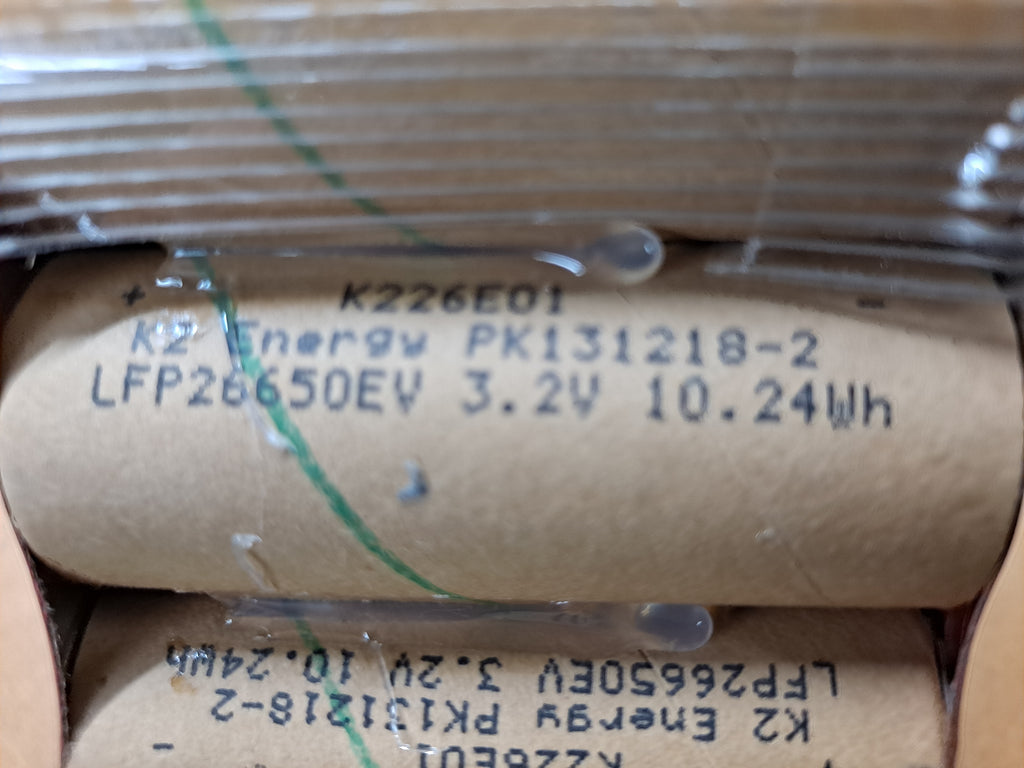 + K226E01 -
K2 Energy PK131218-2
LFP26650EV 3.2V 10.24Wh
K226E01 -
K2 Energy PK131218-2
LFP26650EV 3.2V 10.24Wh